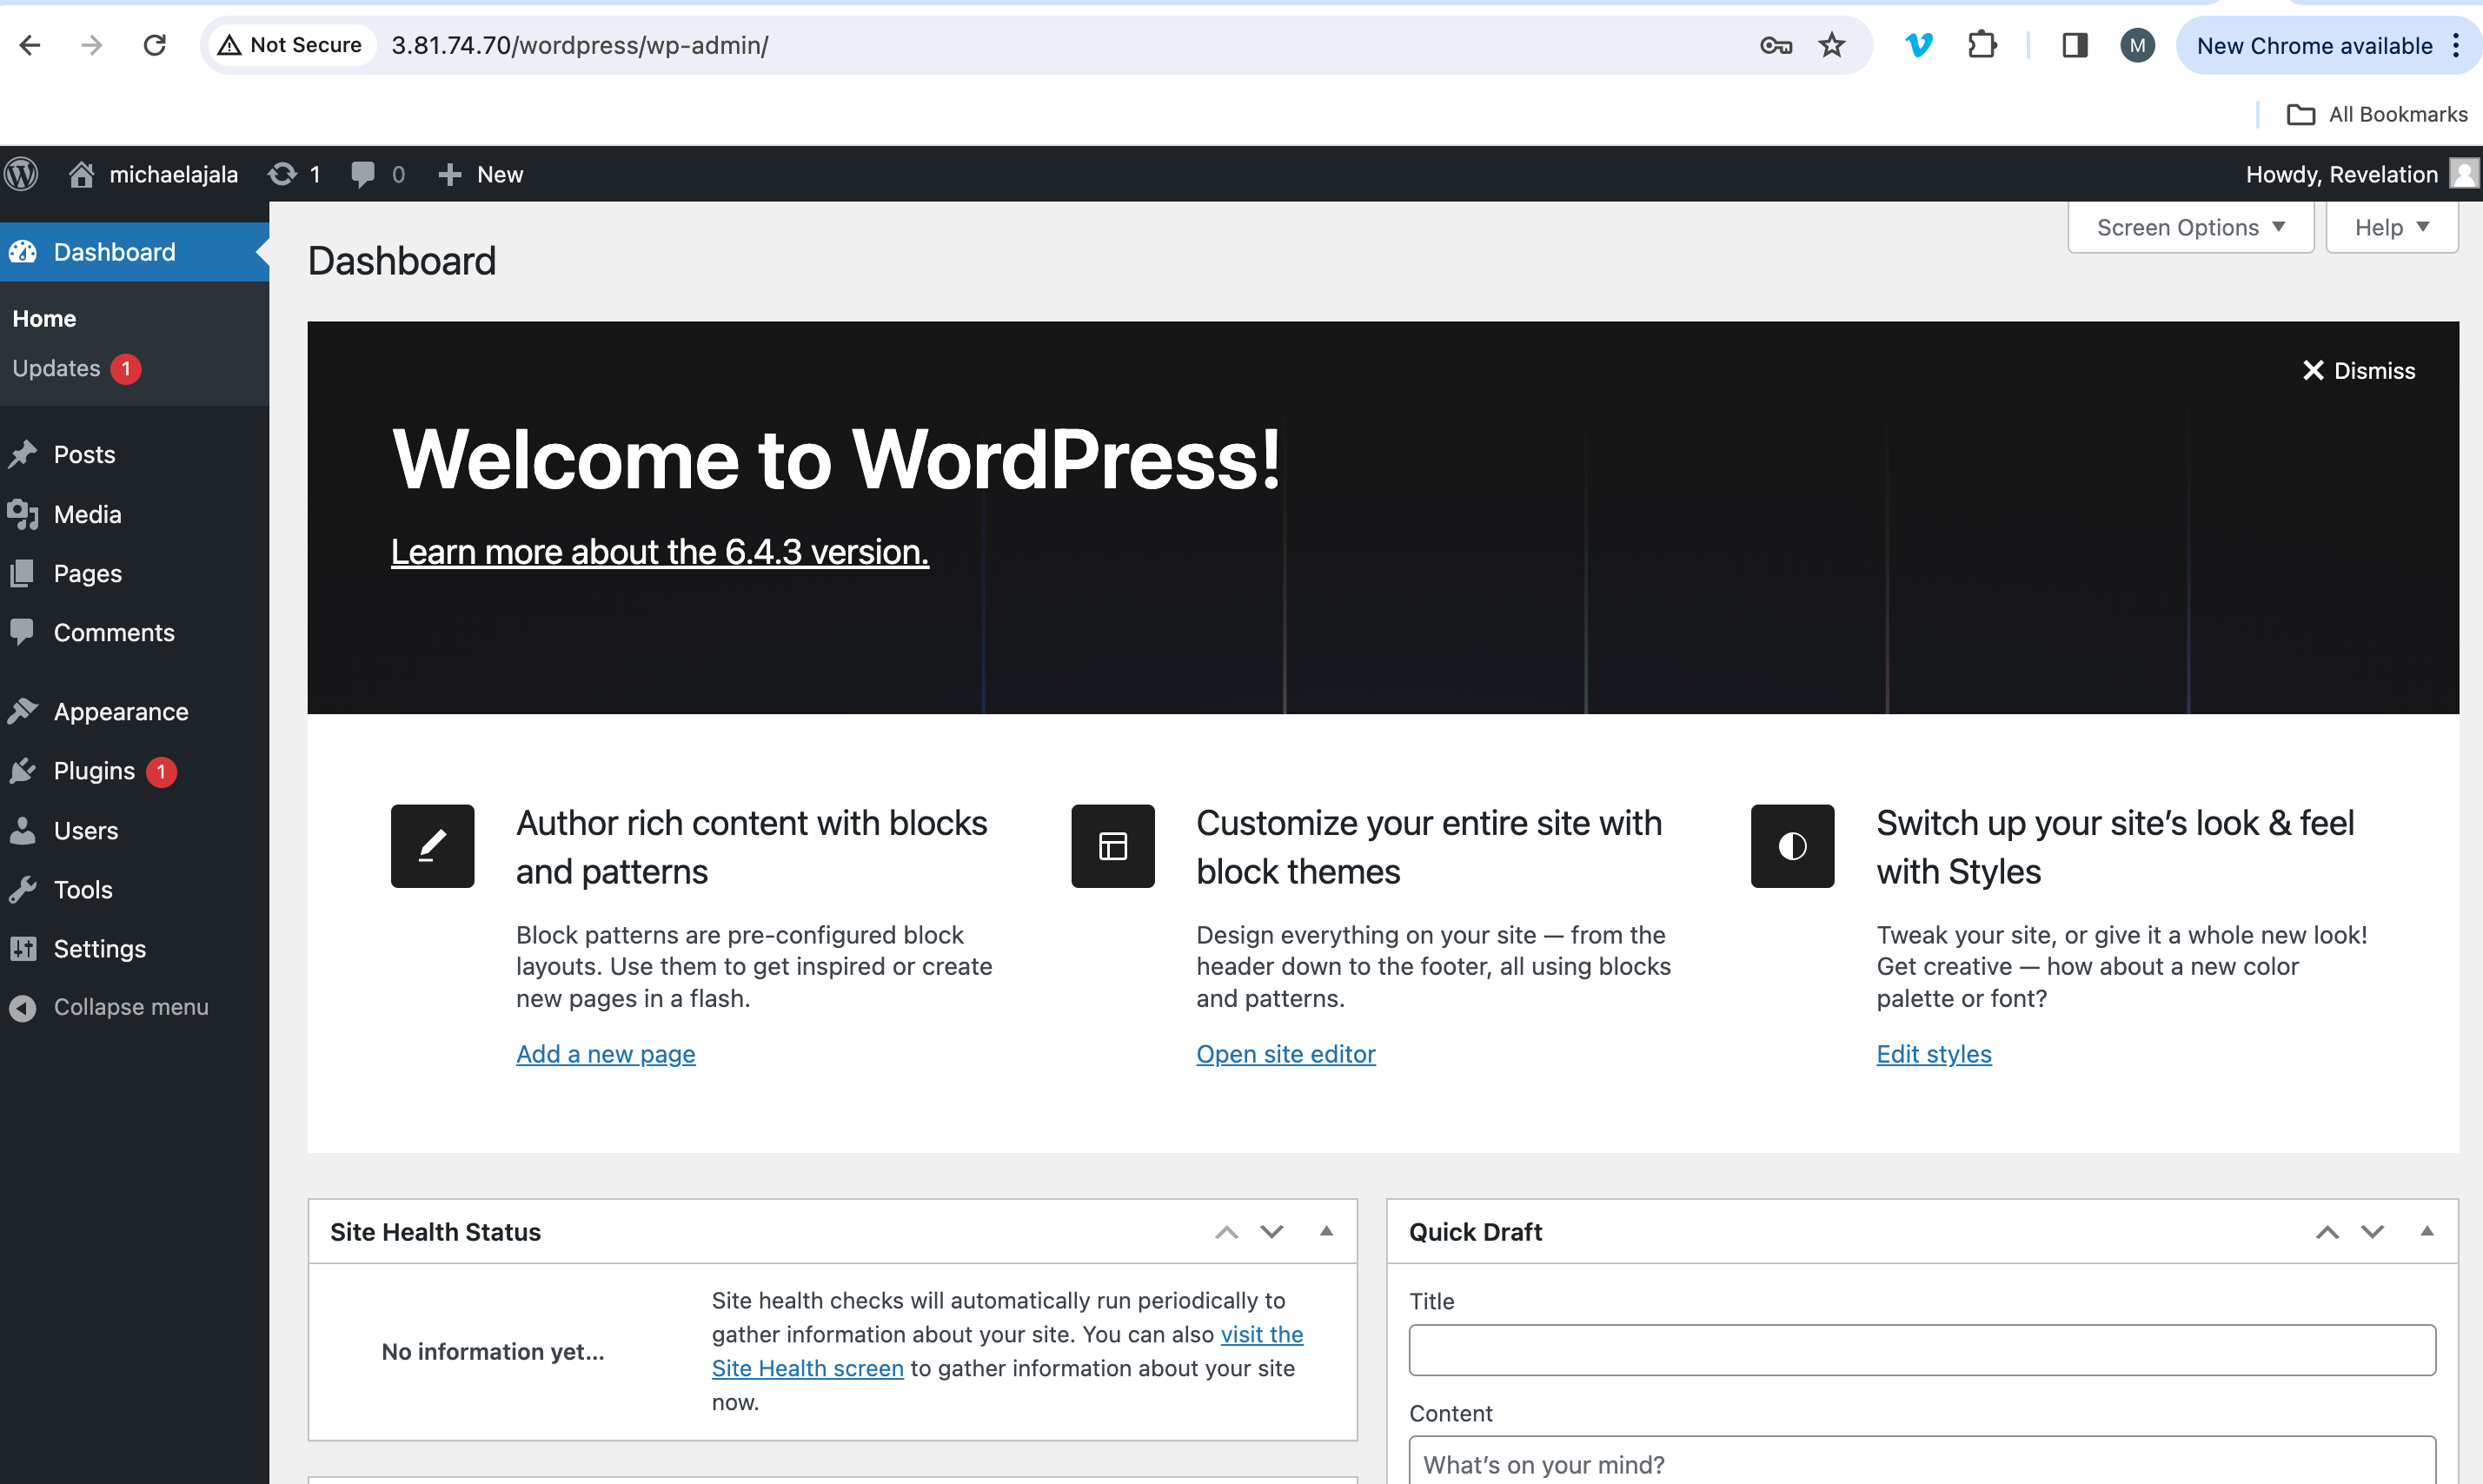 Not Secure 3.81.74.70/wordpress/wp-admin/ M New Chrome available
All Bookmarks
michaelajala 1 0 New Howdy, Revelation
Screen Options Help
Dashboard
Home
Updates 1
Posts
Media
Pages
Comments
Appearance
Plugins 1
Users
Tools
Settings
Collapse menu
Dashboard
Dismiss
Welcome to WordPress!
Learn more about the 6.4.3 version.
Author rich content with blocks
and patterns
Block patterns are pre-configured block
layouts. Use them to get inspired or create
new pages in a flash.
Add a new page
Customize your entire site with
block themes
Design everything on your site — from the
header down to the footer, all using blocks
and patterns.
Open site editor
Switch up your site’s look & feel
with Styles
Tweak your site, or give it a whole new look!
Get creative — how about a new color
palette or font?
Edit styles
Site Health Status
No information yet...
Site health checks will automatically run periodically to
gather information about your site. You can also visit the
Site Health screen to gather information about your site
now.
Quick Draft
Title
Content
What’s on your mind?